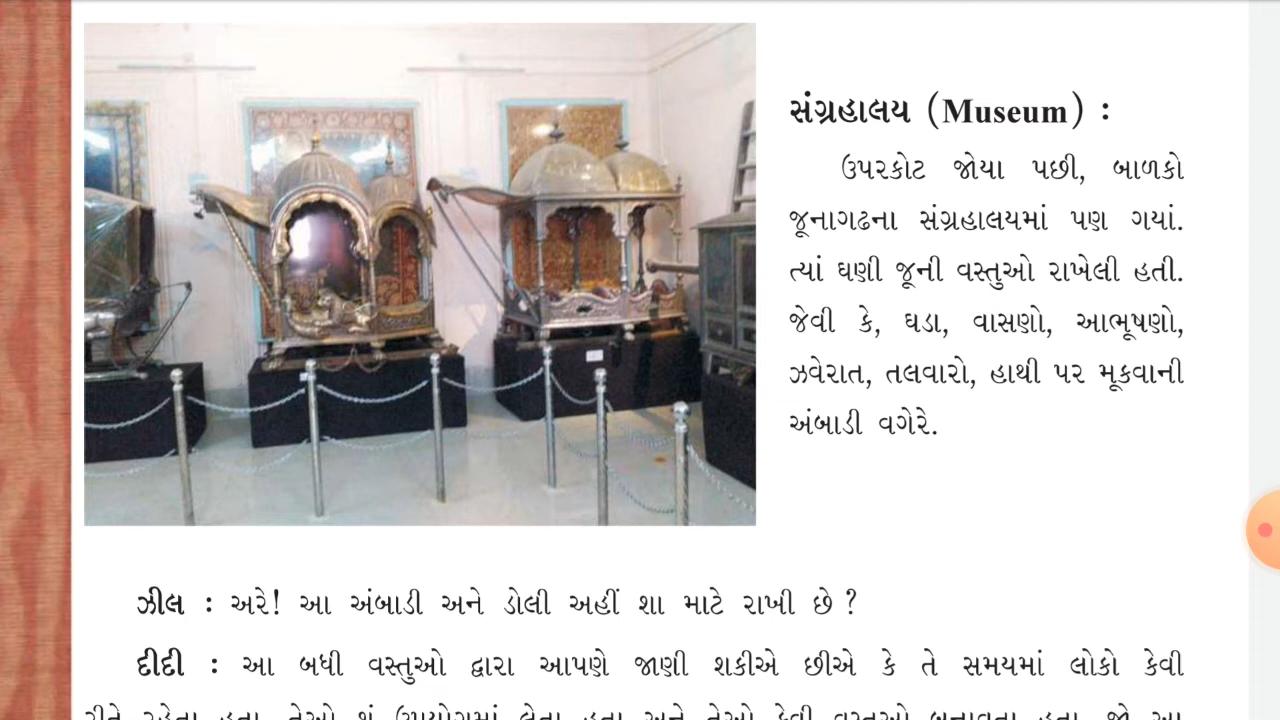 સંગ્રહાલય (Museum) :
ઉપરકોટ જોયા પછી, બાળકો
જૂનાગઢના સંગ્રહાલયમાં પણ ગયાં.
ત્યાં ઘણી જૂની વસ્તુઓ રાખેલી હતી.
જેવી કે, ઘડા, વાસણો, આભૂષણો,
ઝવેરાત, તલવારો, હાથી પર મૂકવાની
અંબાડી વગેરે.
ઝીલ : અરે! આ અંબાડી અને ડોલી અહીં શા માટે રાખી છે ?
દીદી : આ બધી વસ્તુઓ દ્વારા આપણે જાણી શકીએ છીએ કે તે સમયમાં લોકો કેવી